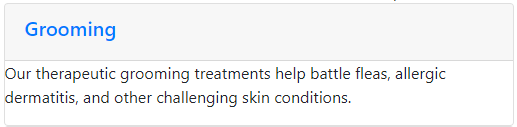 Grooming
Our therapeutic grooming treatments help battle fleas, allergic
dermatitis, and other challenging skin conditions.